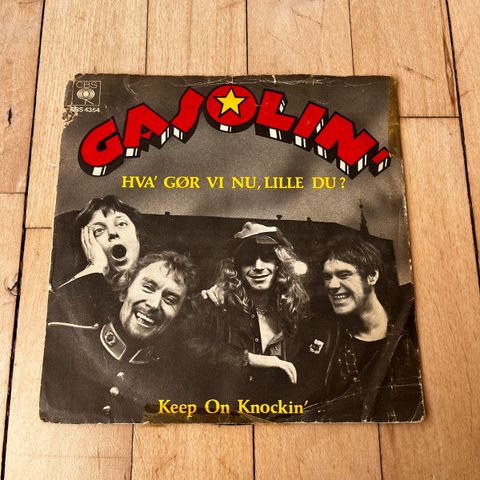 CBS
CBS 4354
GASOLIN'
HVA' GØR VI NU, LILLE DU?
Keep On Knockin'